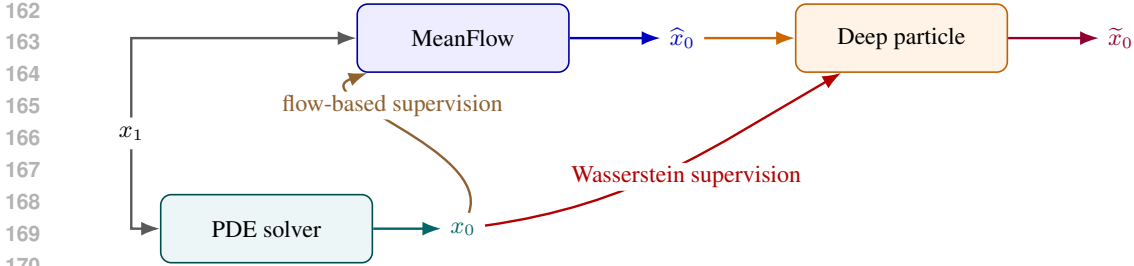 162
163
164
165
166
167
168
169
170
MeanFlow
x̂₀
Deep particle
x̃₀
flow-based supervision
x₁
Wasserstein supervision
PDE solver
x₀